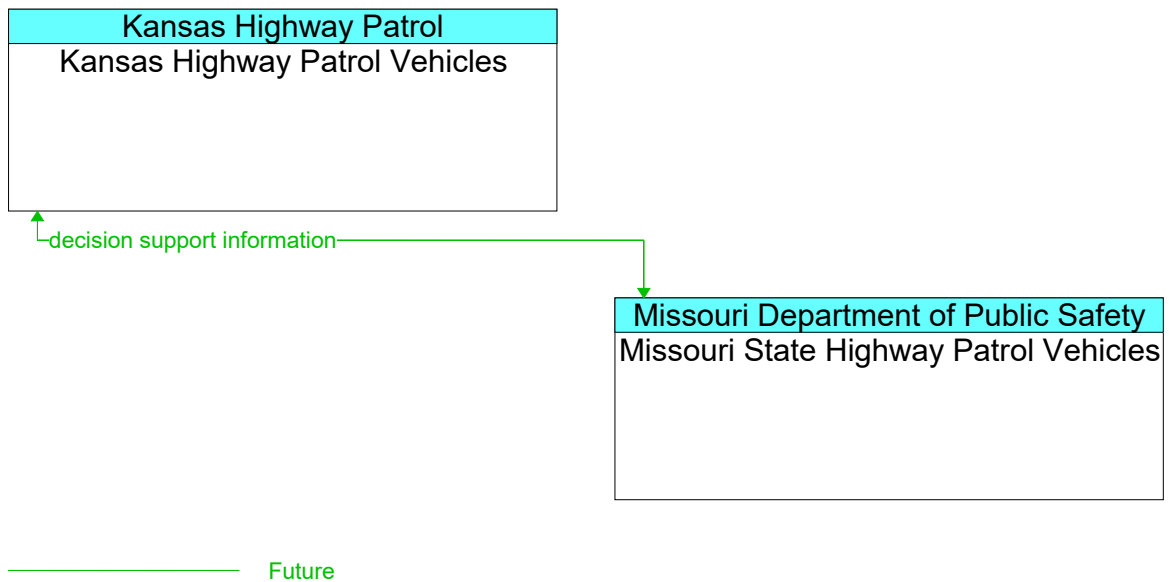 Kansas Highway Patrol
Kansas Highway Patrol Vehicles
decision support information
Missouri Department of Public Safety
Missouri State Highway Patrol Vehicles
Future